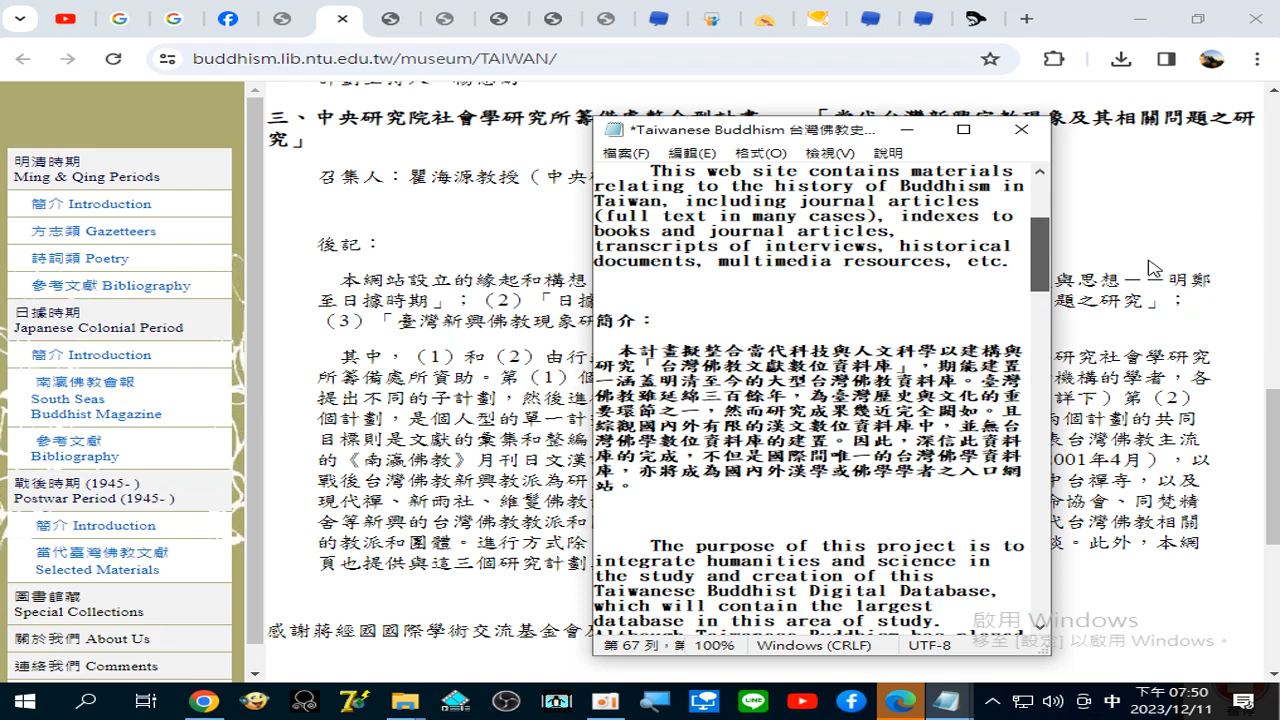 buddhism.lib.ntu.edu.tw/museum/TAIWAN/
明清時期
Ming & Qing Periods
簡介 Introduction
方志類 Gazetteers
詩詞類 Poetry
參考文獻 Bibliography
日據時期
Japanese Colonial Period
簡介 Introduction
南瀛佛教會報
South Seas
Buddhist Magazine
參考文獻
Bibliography
戰後時期 (1945- )
Postwar Period (1945- )
簡介 Introduction
當代臺灣佛教文獻
Selected Materials
圖書館藏
Special Collections
關於我們 About Us
連絡我們 Comments
三、中央研究院社會學研究所籌備處整合型計畫
「當代台灣新興宗教現象及其相關問題之研
究」
召集人：瞿海源教授（中央
後記：
本網站設立的緣起和構想
與思想－－明鄭
至日據時期」；（2）「日據
題之研究」；
（3）「臺灣新興佛教現象研
其中，（1）和（2）由行
研究社會學研究
所籌備處所資助。第（1）個
機構的學者，各
提出不同的子計劃，然後進
詳下）第（2）
個計劃，是個人型的單一計
兩個計劃的共同
目標則是文獻的彙集和整編
表台灣佛教主流
的《南瀛佛教》月刊日文漢
2001年4月），以
戰後台灣佛教新興教派為研
中台禪寺，以及
現代禪、新雨社、維鬘佛教
命協會、同梵精
舍等新興的台灣佛教教派和
代台灣佛教相關
的教派和團體。進行方式除
談。此外，本網
頁也提供與這三個研究計劃
感謝蔣經國國際學術交流基金會及
*Taiwanese Buddhism 台灣佛教史...
檔案(F) 編輯(E) 格式(O) 檢視(V) 說明
This web site contains materials
relating to the history of Buddhism in
Taiwan, including journal articles
(full text in many cases), indexes to
books and journal articles,
transcripts of interviews, historical
documents, multimedia resources, etc.
簡介：
本計畫擬整合當代科技與人文科學以建構與
研究「台灣佛教文獻數位資料庫」，期能建置
一涵蓋明清至今的大型台灣佛教資料庫。臺灣
佛教雖延綿三百餘年，為臺灣歷史與文化的重
要環節之一，然而研究成果幾近完全闕如。且
綜觀國內外有限的漢文數位資料庫中，並無台
灣佛學數位資料庫的建置。因此，深信此資料
庫的完成，不但是國際間唯一的台灣佛學資料
庫，亦將成為國內外漢學或佛學學者之入口網
站。
The purpose of this project is to
integrate humanities and science in
the study and creation of this
Taiwanese Buddhist Digital Database,
which will contain the largest
database in this area of study.
Although Taiwanese Buddhism has played
第 67 列，第 100% Windows (CRLF) UTF-8
啟用 Windows
移至 [設定] 以啟用 Windows。
中
下午 07:50
2023/12/11